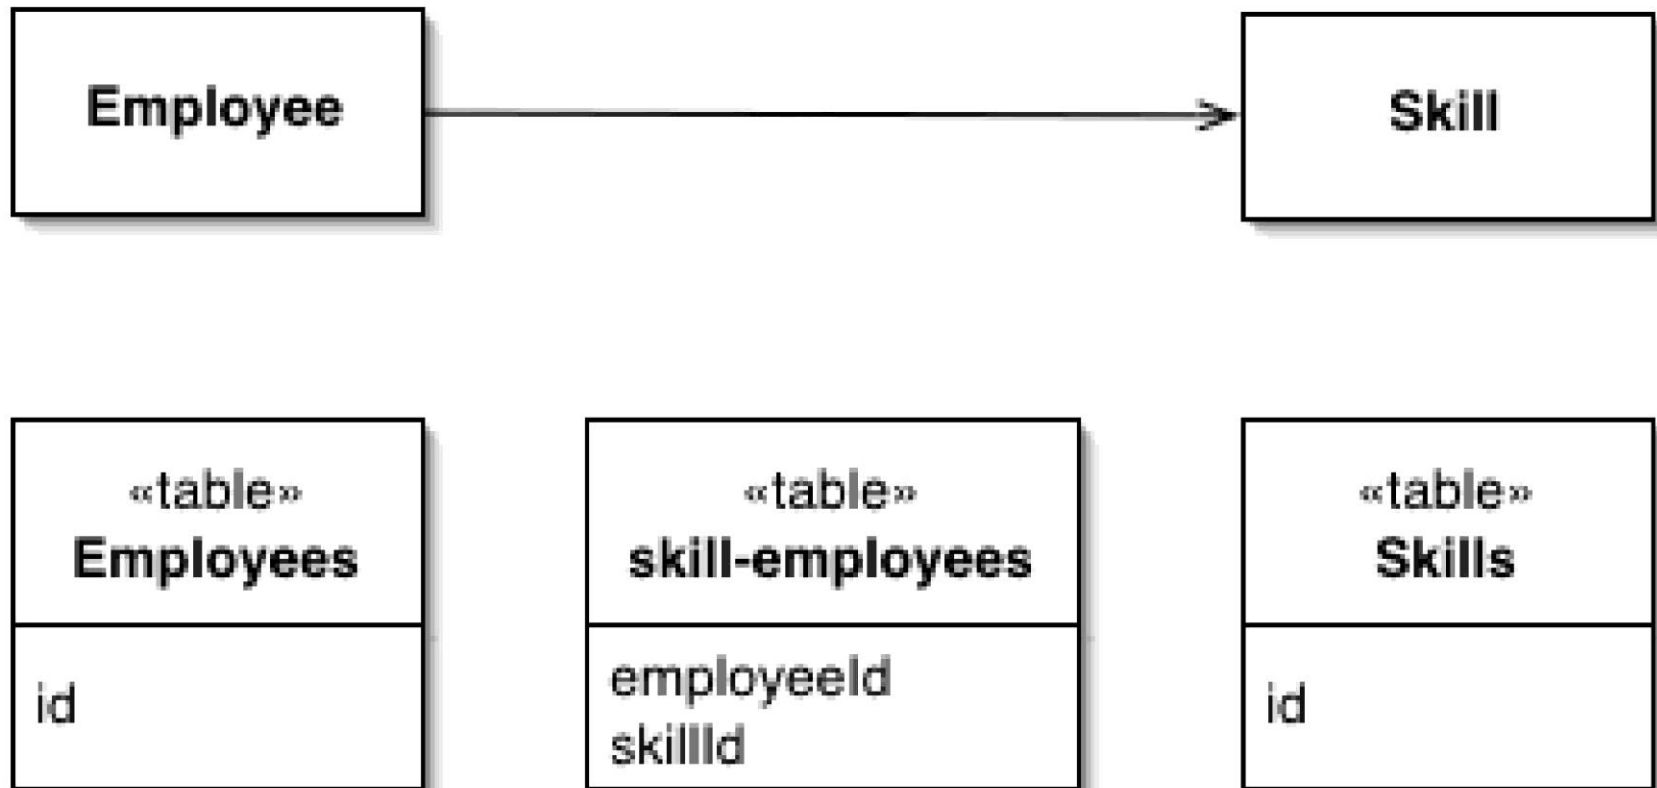 Employee
Skill
«table»
Employees
id
«table»
skill-employees
employeeId
skillId
«table»
Skills
id